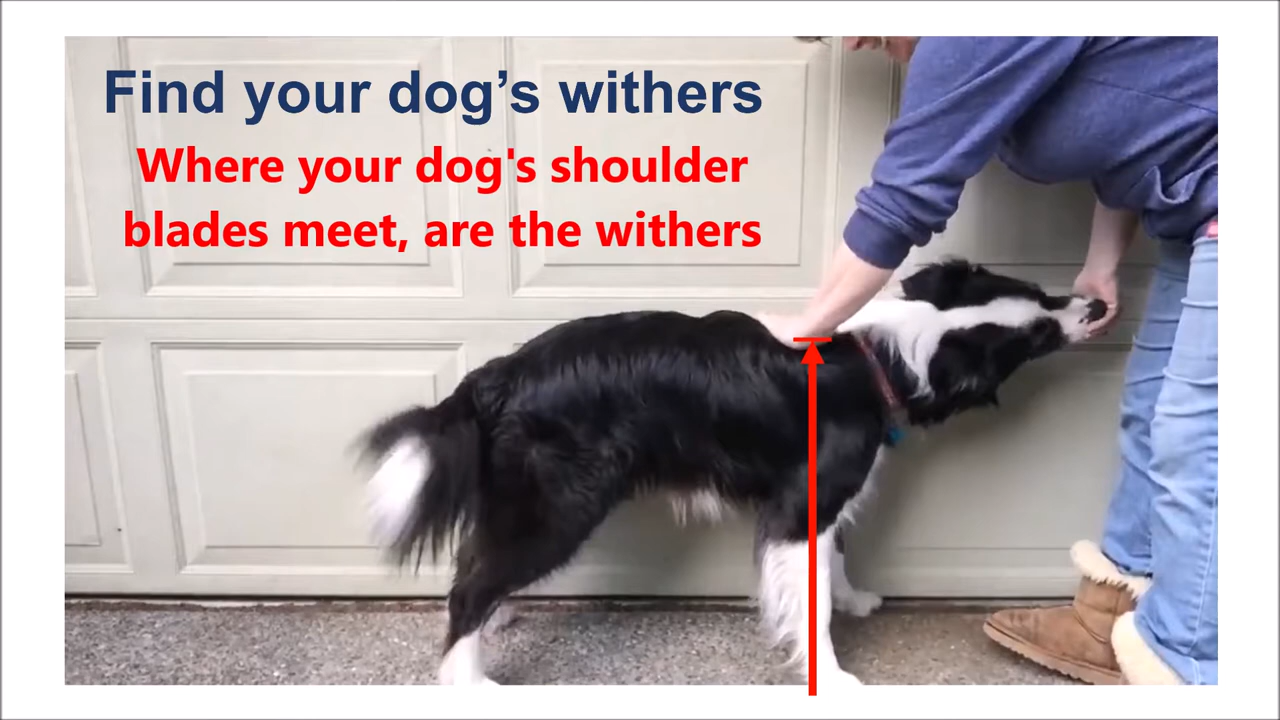 Find your dog’s withers
Where your dog's shoulder
blades meet, are the withers